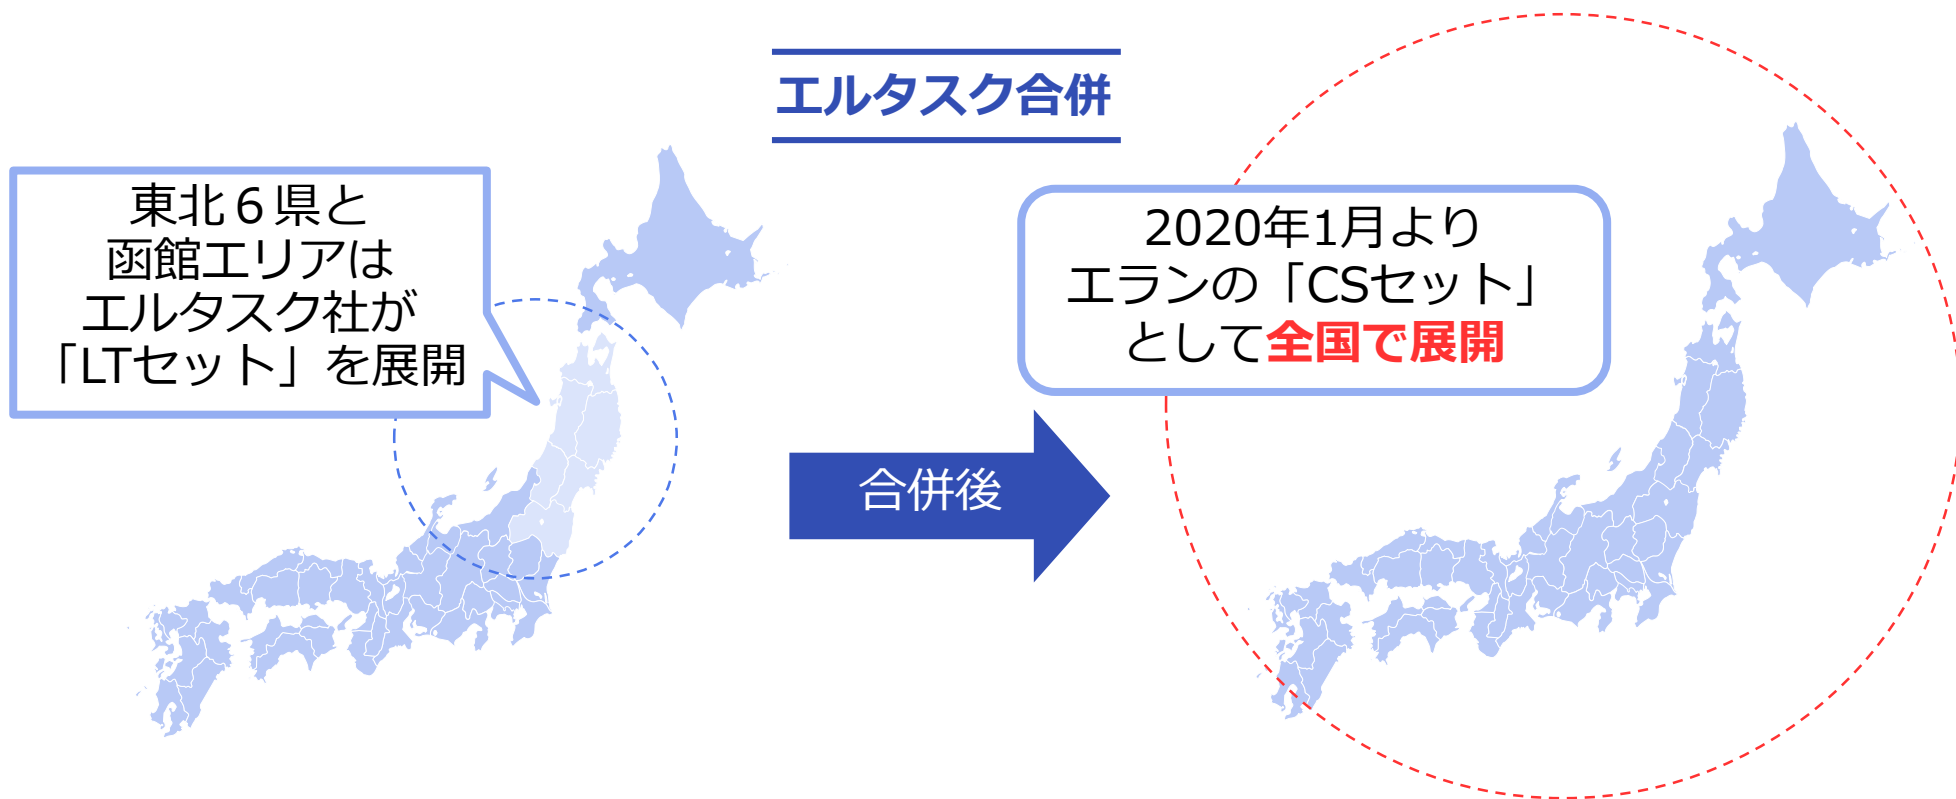 エルタスク合併
東北６県と
函館エリアは
エルタスク社が
「LTセット」を展開
合併後
2020年1月より
エランの「CSセット」
として全国で展開